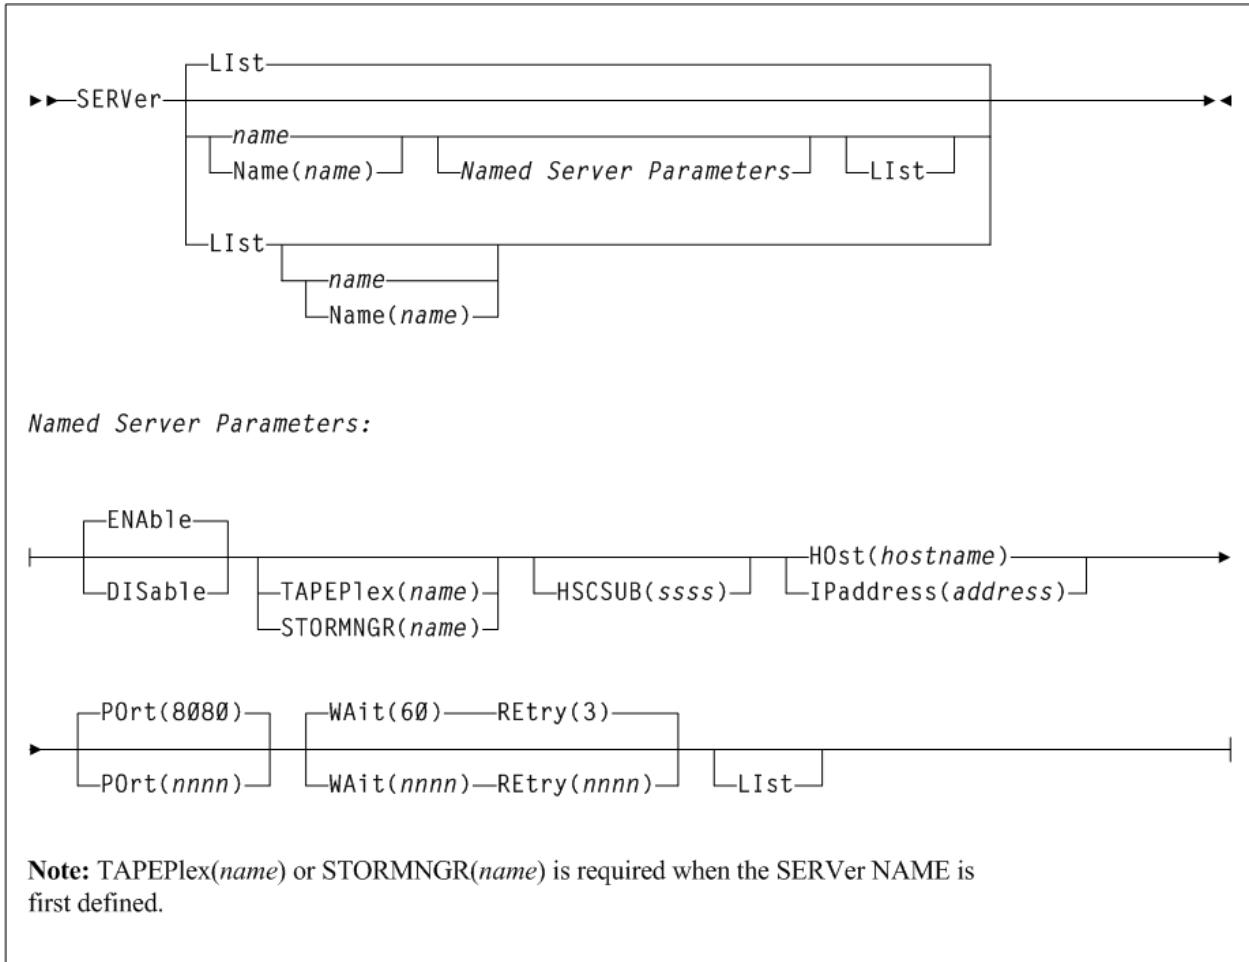 LIst
SERVer
name
Name(name) Named Server Parameters LIst
LIst
name
Name(name)
Named Server Parameters:
ENAble
HOst(hostname)
DISable TAPEPlex(name) HSCSUB(ssss) IPaddress(address)
STORMNGR(name)
POrt(8080) WAit(60) REtry(3)
POrt(nnnn) WAit(nnnn) REtry(nnnn) LIst
Note: TAPEPlex(name) or STORMNGR(name) is required when the SERVer NAME is
first defined.